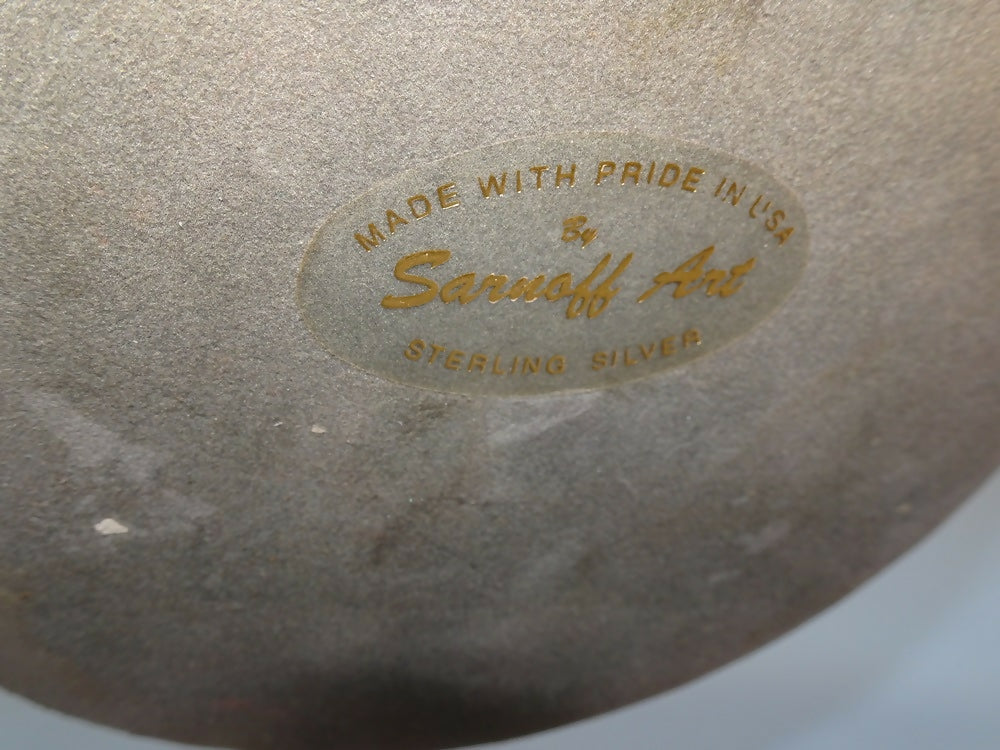 MADE WITH PRIDE IN USA
By
Sarnoff Art
STERLING SILVER